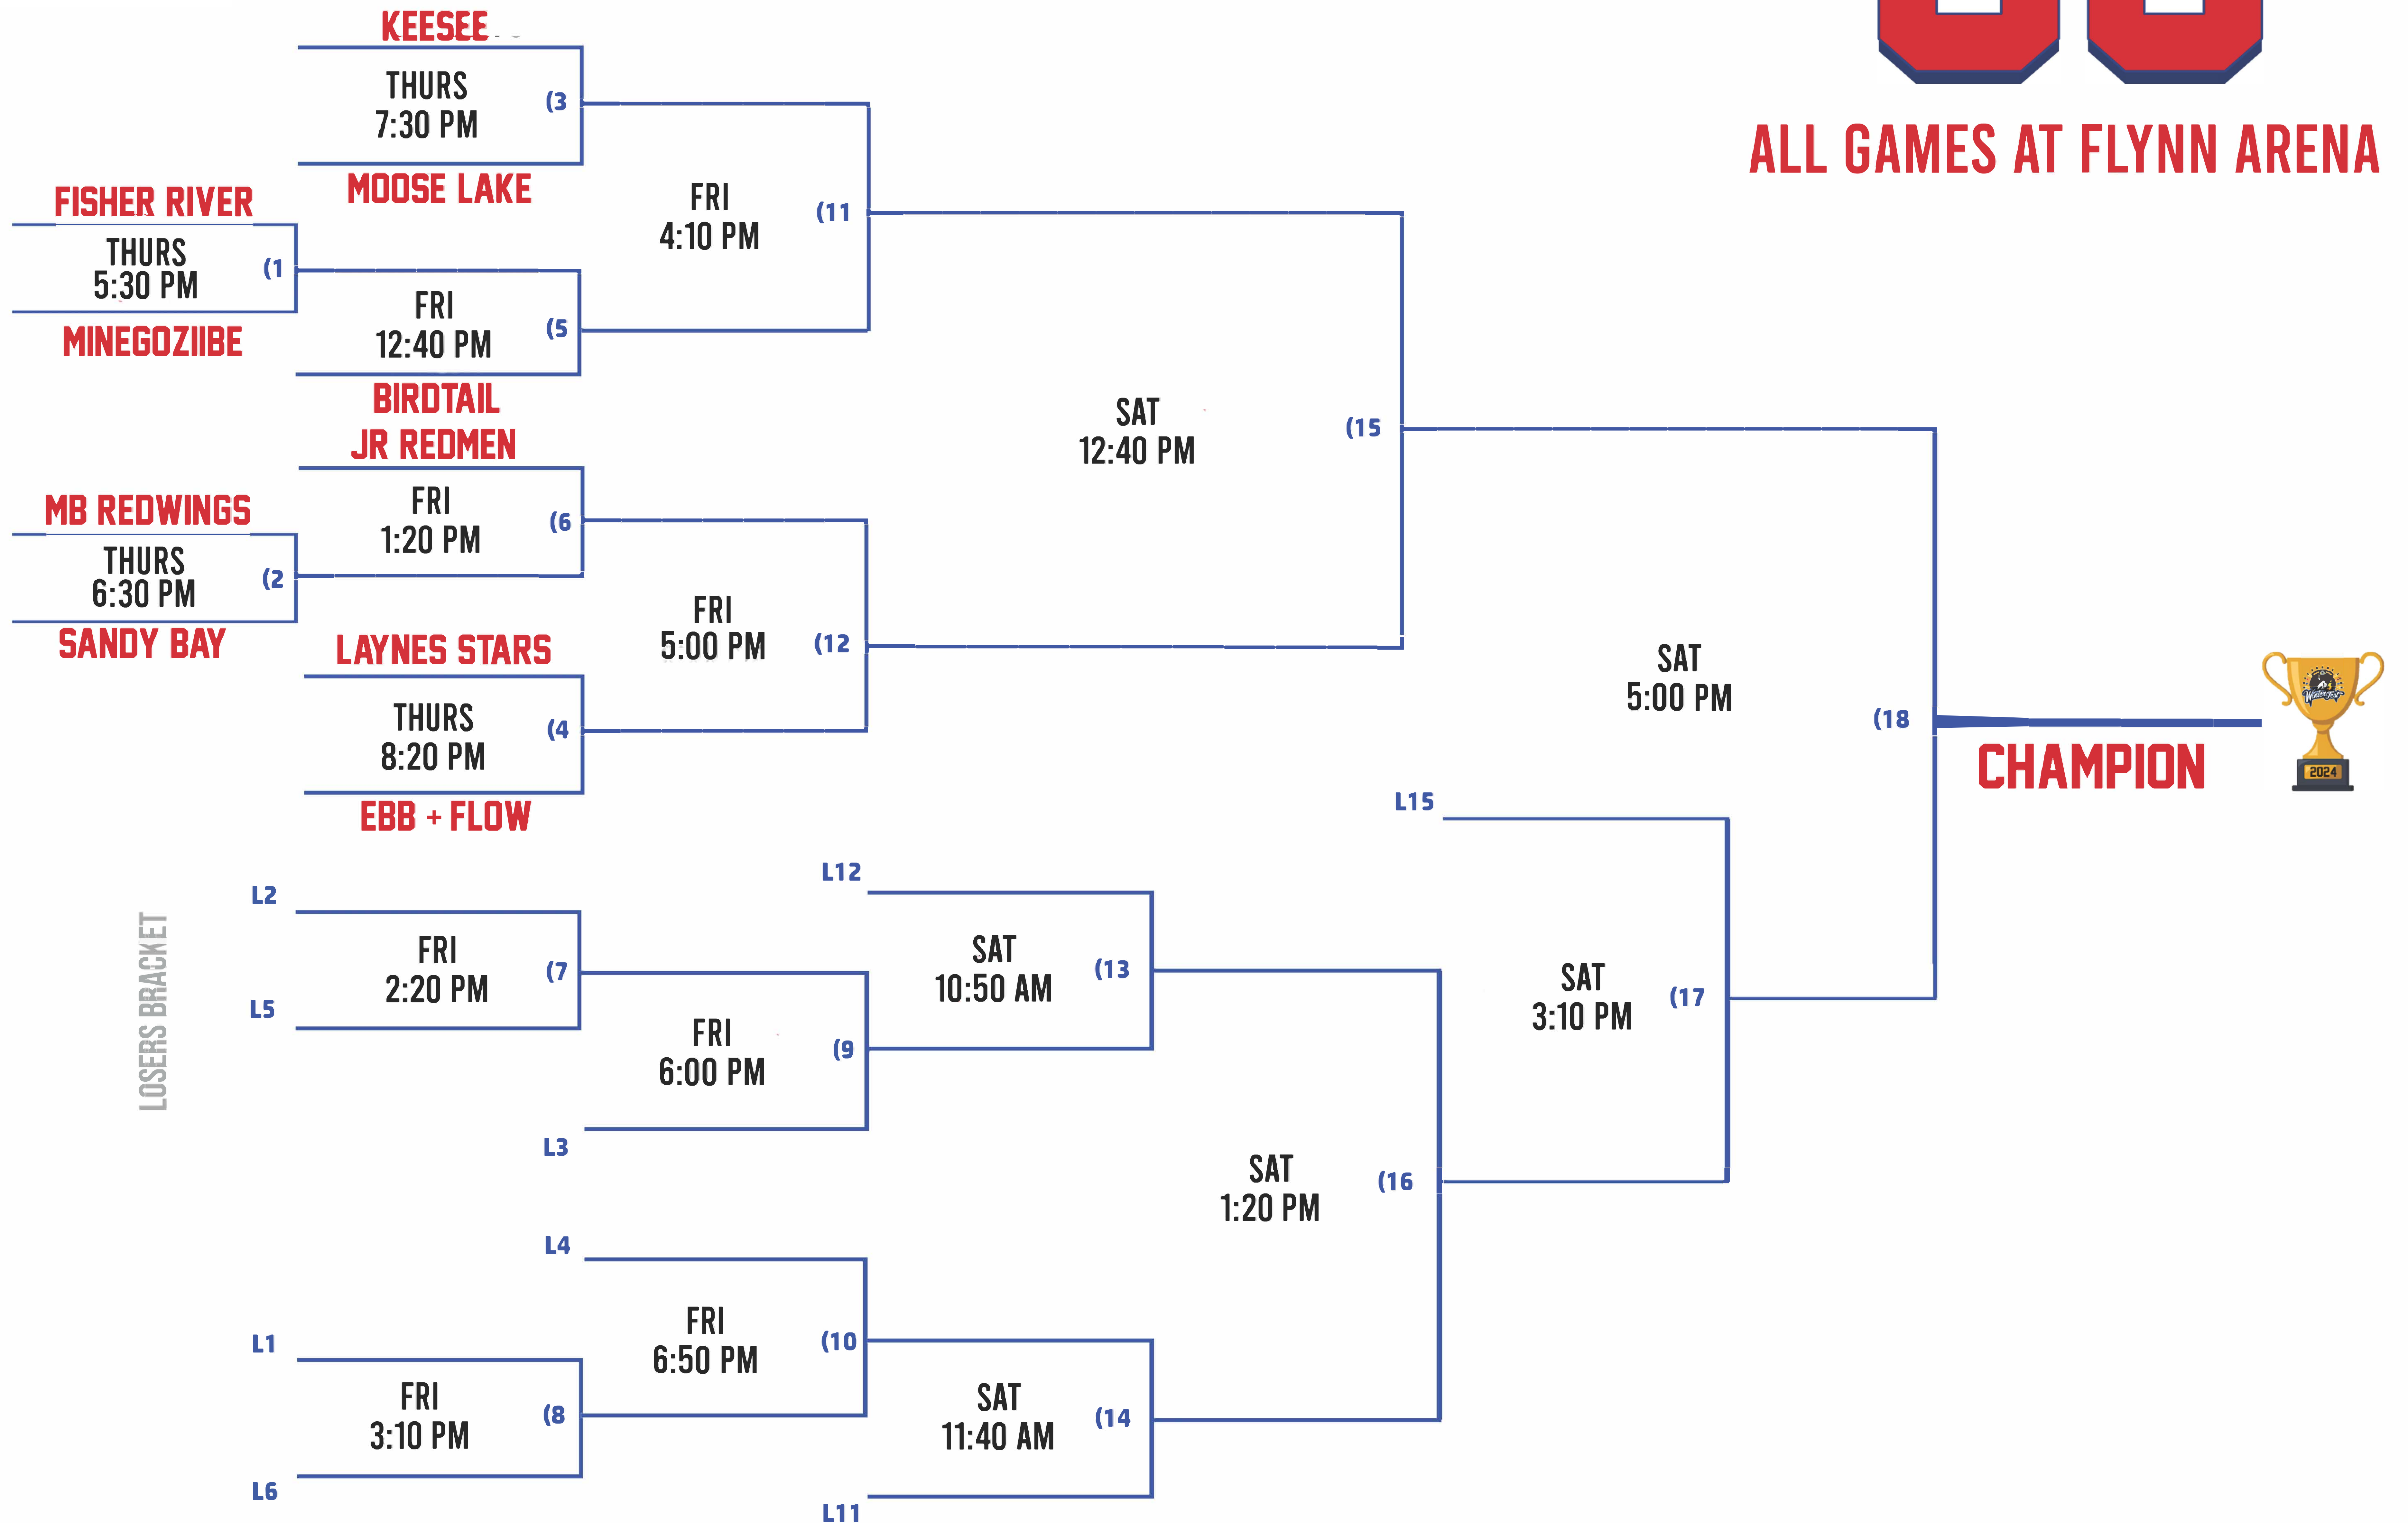 KEESEE
THURS
7:30 PM
(3
MOOSE LAKE
FISHER RIVER
THURS
5:30 PM
(1
MINEGOZIIBE
FRI
12:40 PM
(5
BIRDTAIL
FRI
4:10 PM
(11
JR REDMEN
FRI
1:20 PM
(6
MB REDWINGS
THURS
6:30 PM
(2
SANDY BAY
LAYNES STARS
THURS
8:20 PM
(4
EBB + FLOW
FRI
5:00 PM
(12
SAT
12:40 PM
(15
SAT
5:00 PM
(18
ALL GAMES AT FLYNN ARENA
CHAMPION
2024
LOSERS BRACKET
L2
FRI
2:20 PM
(7
L5
FRI
6:00 PM
(9
L3
L12
SAT
10:50 AM
(13
L15
SAT
3:10 PM
(17
SAT
1:20 PM
(16
L4
FRI
6:50 PM
(10
L1
FRI
3:10 PM
(8
L6
SAT
11:40 AM
(14
L11